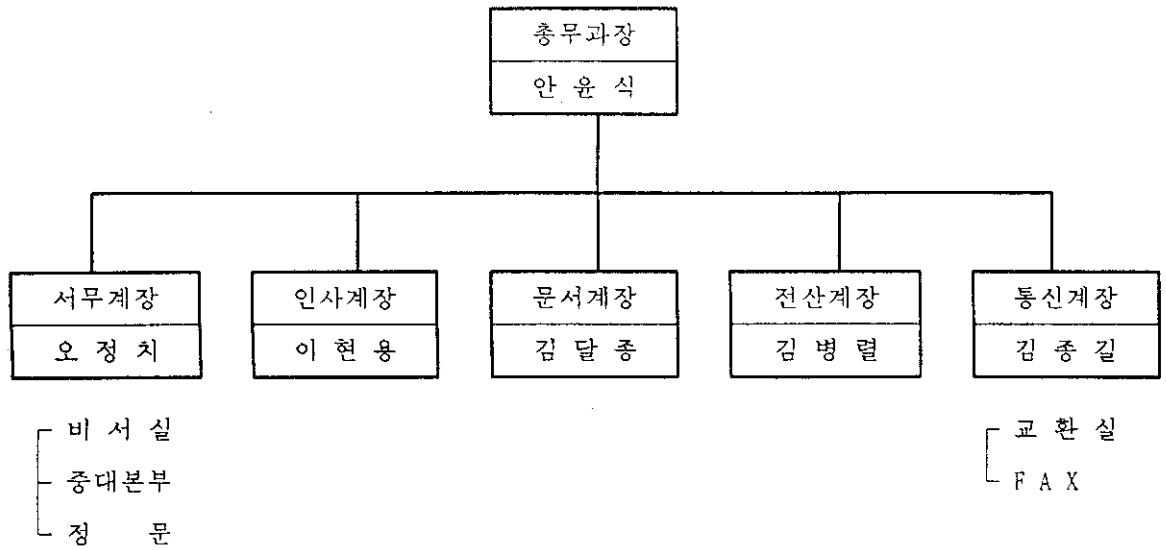 총무과장
안 윤 식
서무계장 인사계장 문서계장 전산계장 통신계장
오 정 치 이 현 용 김 달 종 김 병 렬 김 종 길
비 서 실 교 환 실
중대본부 F A X
정 문